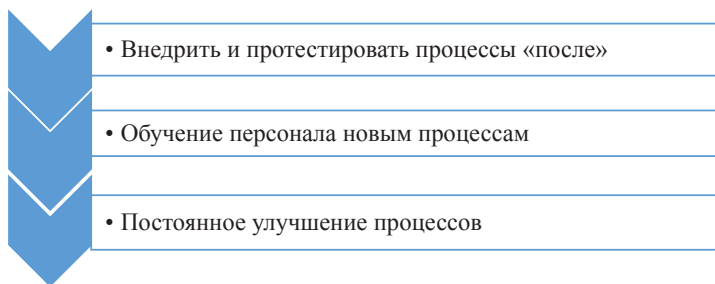 • Внедрить и протестировать процессы «после»
• Обучение персонала новым процессам
• Постоянное улучшение процессов